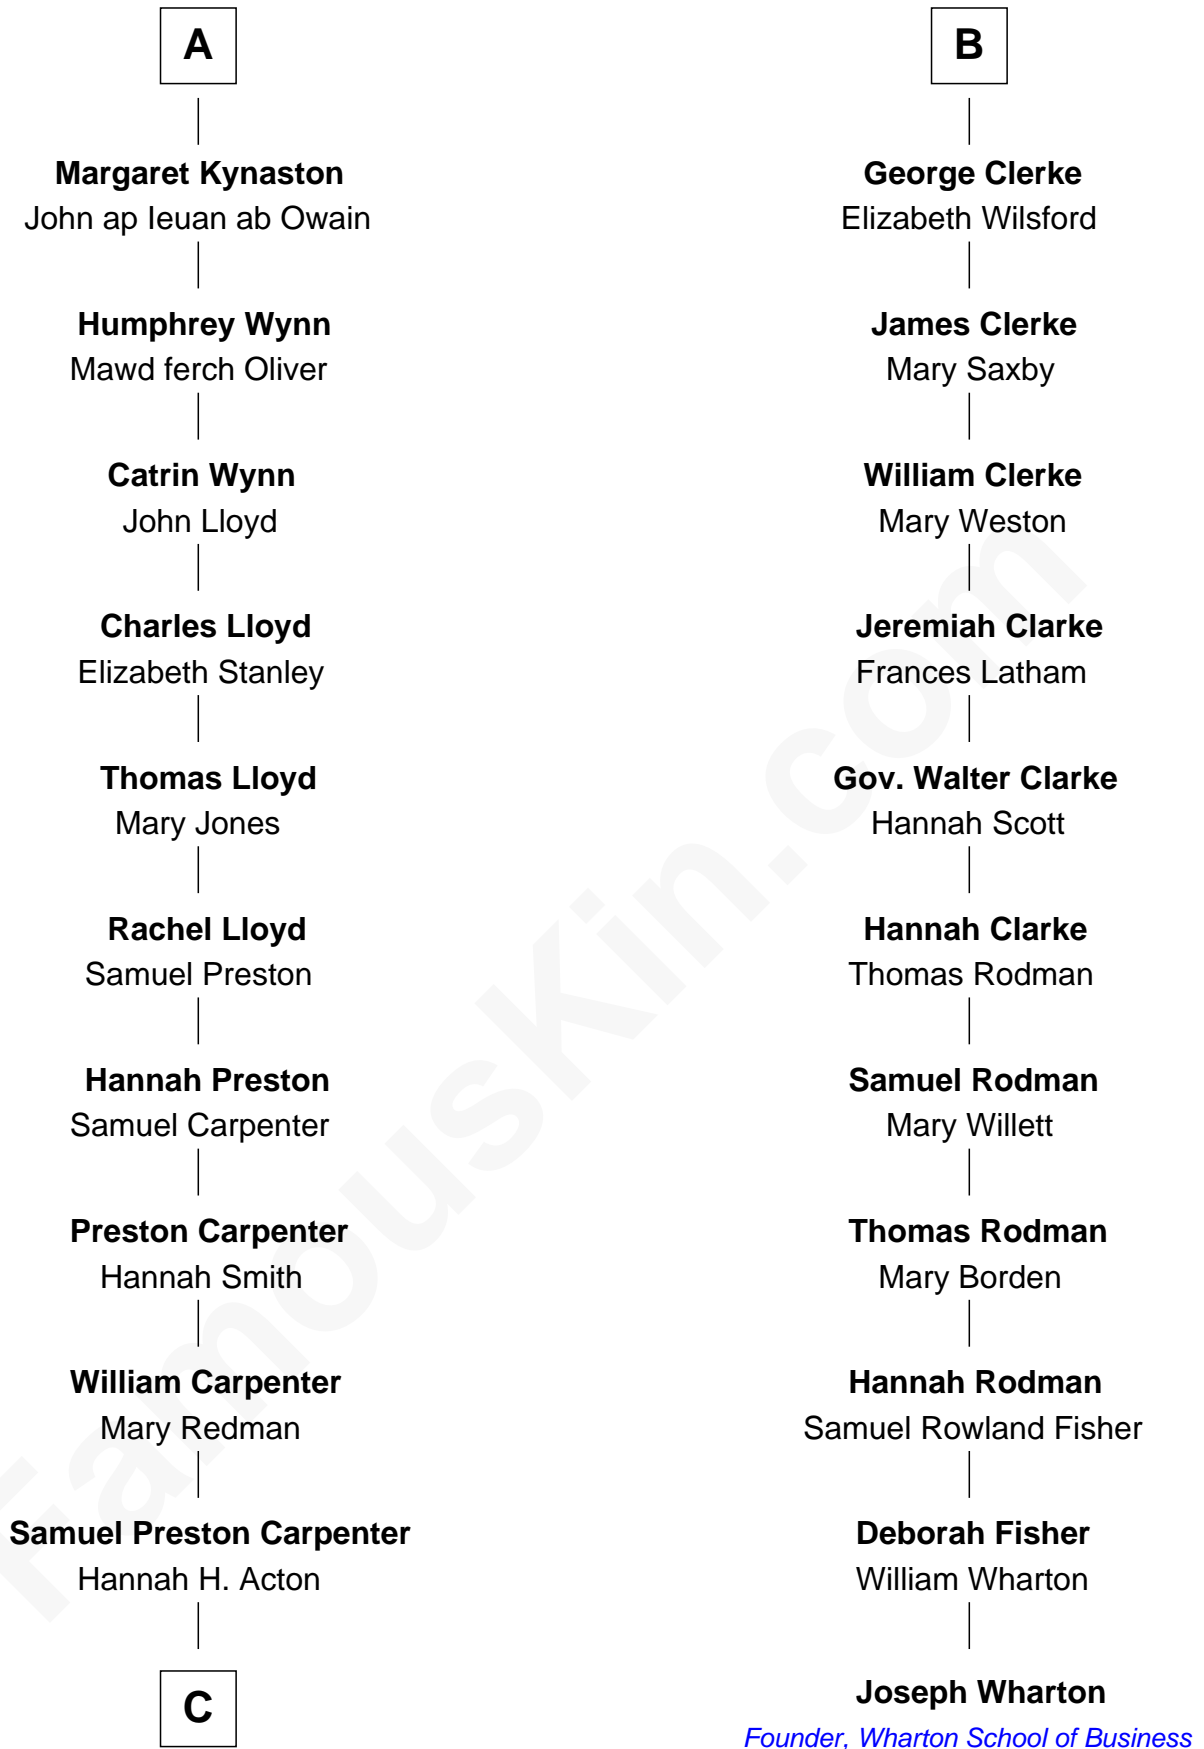 A
Margaret Kynaston
John ap Ieuan ab Owain
Humphrey Wynn
Mawd ferch Oliver
Catrin Wynn
John Lloyd
Charles Lloyd
Elizabeth Stanley
Thomas Lloyd
Mary Jones
Rachel Lloyd
Samuel Preston
Hannah Preston
Samuel Carpenter
Preston Carpenter
Hannah Smith
William Carpenter
Mary Redman
Samuel Preston Carpenter
Hannah H. Acton
C
B
George Clerke
Elizabeth Wilsford
James Clerke
Mary Saxby
William Clerke
Mary Weston
Jeremiah Clarke
Frances Latham
Gov. Walter Clarke
Hannah Scott
Hannah Clarke
Thomas Rodman
Samuel Rodman
Mary Willett
Thomas Rodman
Mary Borden
Hannah Rodman
Samuel Rowland Fisher
Deborah Fisher
William Wharton
Joseph Wharton
Founder, Wharton School of Business
FamousKin.com